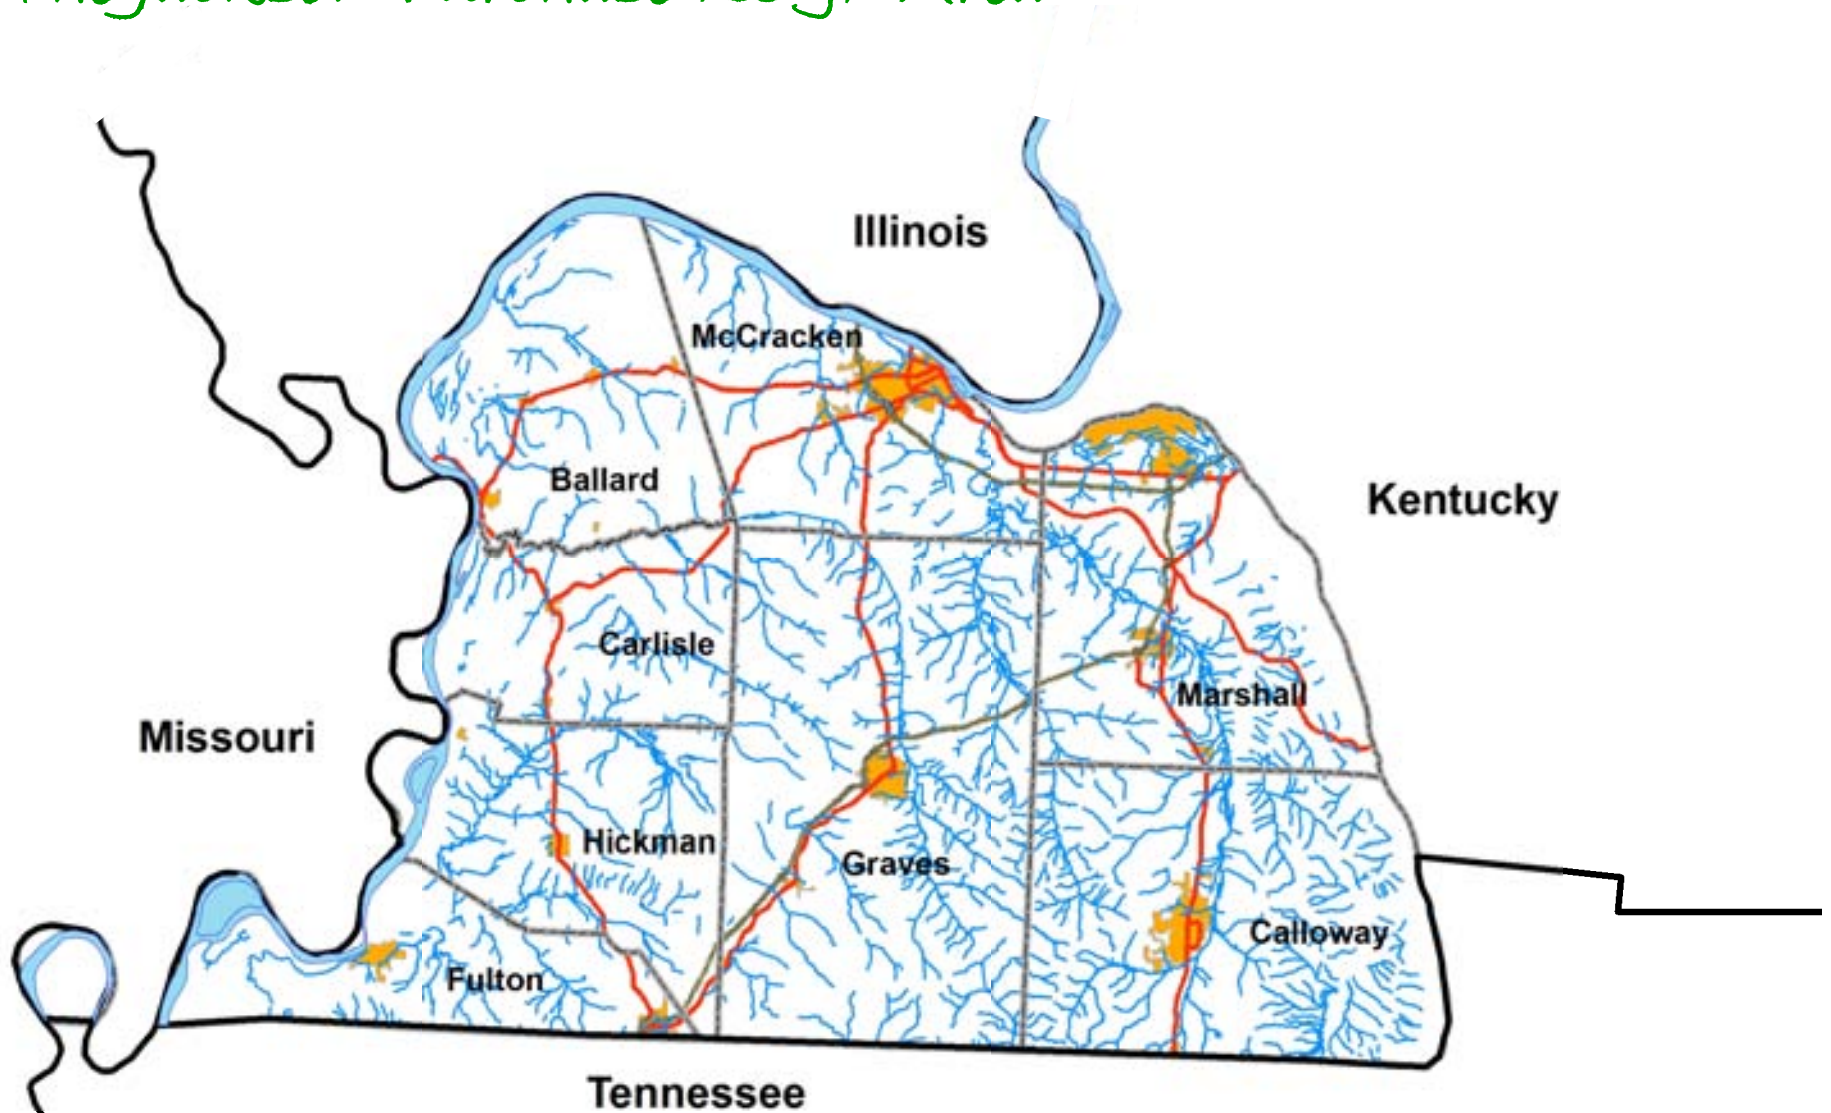 Illinois
McCracken
Ballard
Kentucky
Carlisle
Marshall
Missouri
Hickman
Graves
Calloway
Fulton
Tennessee